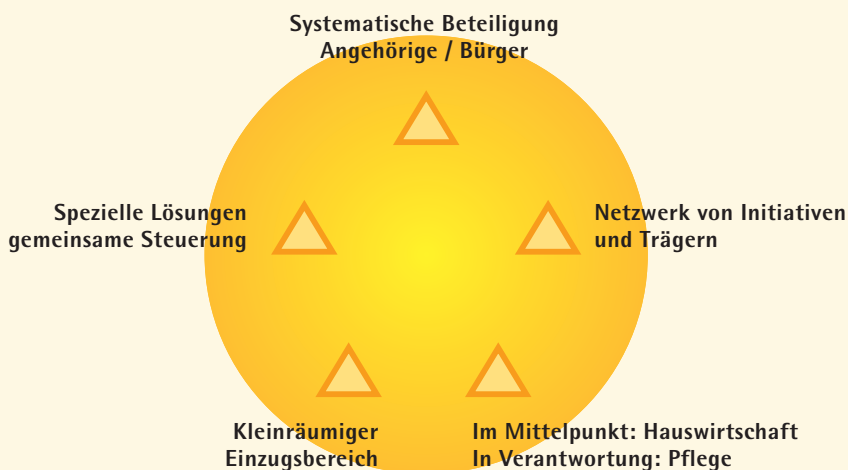 Systematische Beteiligung
Angehörige / Bürger
Spezielle Lösungen
gemeinsame Steuerung
Netzwerk von Initiativen
und Trägern
Kleinräumiger
Einzugsbereich
Im Mittelpunkt: Hauswirtschaft
In Verantwortung: Pflege